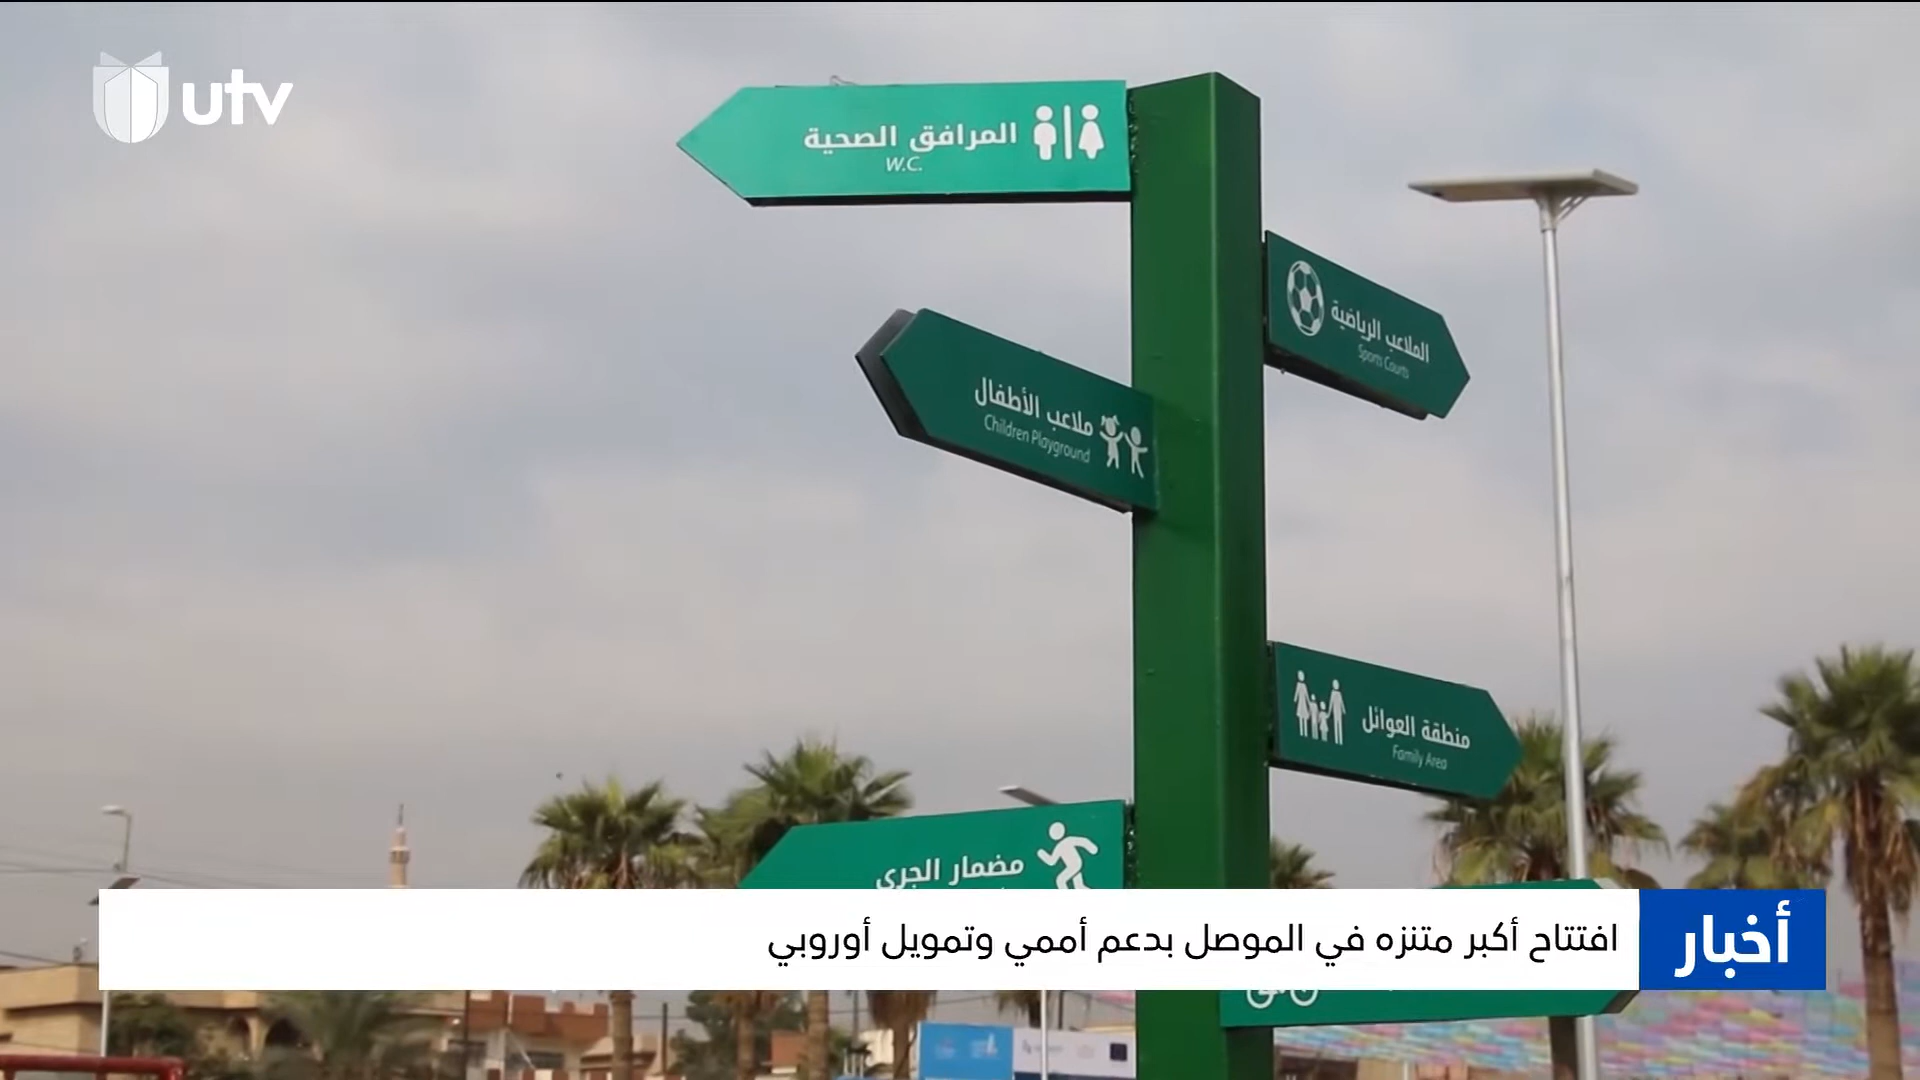 utv
المرافق الصحية
W.C.
الملاعب الرياضية
Sports Courts
ملاعب الأطفال
Children Playground
منطقة العوائل
Family Area
مضمار الجري
أخبار
افتتاح أكبر متنزه في الموصل بدعم أممي وتمويل أوروبي